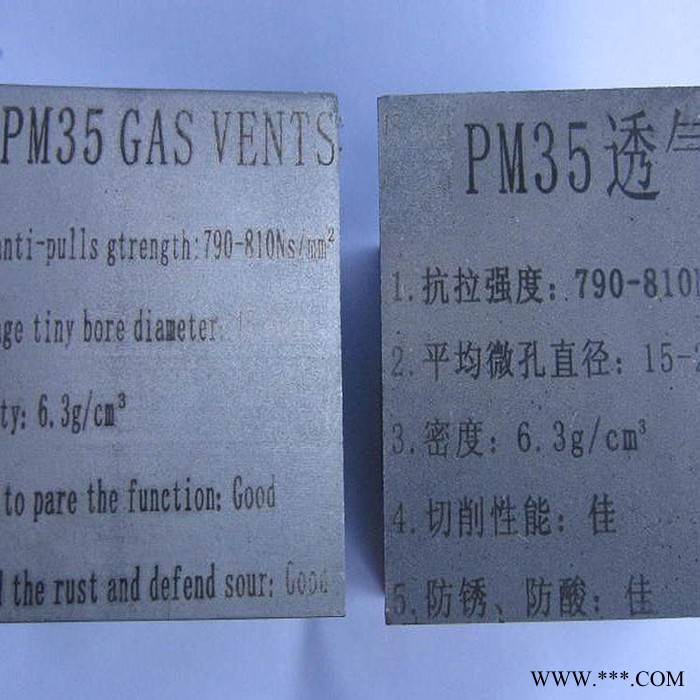 PM35 GAS VENTS
anti-pulls gtrength:790-810Ns/mm²
tiny bore diameter:
6.3g/cm³
to pare the function: Good
the rust and defend sour: Good
PM35透气
1.抗拉强度：790-810
2.平均微孔直径：15-
3.密度：6.3g/cm³
4.切削性能：佳
5.防锈、防酸：佳
WWW.***.COM